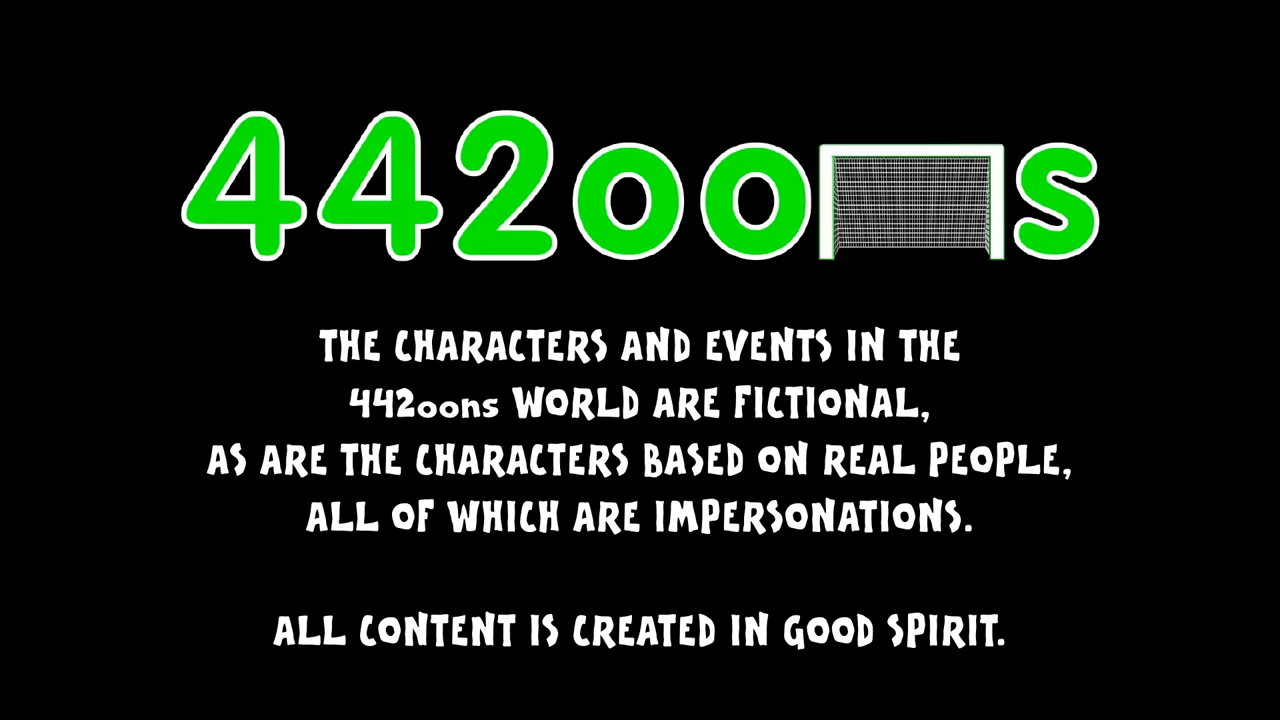 442oons
THE CHARACTERS AND EVENTS IN THE
442oons WORLD ARE FICTIONAL,
AS ARE THE CHARACTERS BASED ON REAL PEOPLE,
ALL OF WHICH ARE IMPERSONATIONS.
ALL CONTENT IS CREATED IN GOOD SPIRIT.